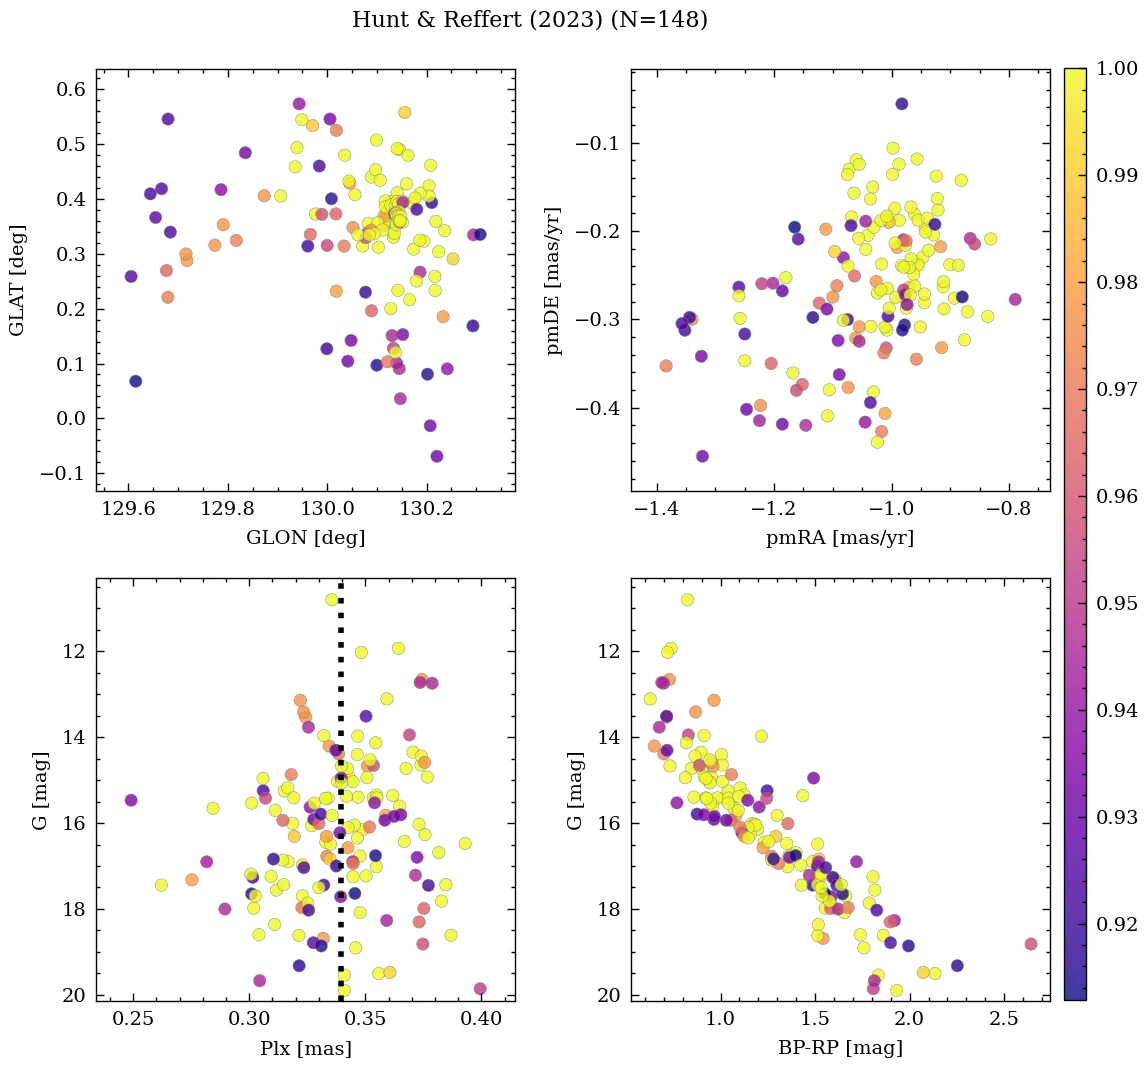 Hunt & Reffert (2023) (N=148)
0.6
0.5
0.4
0.3
0.2
0.1
0.0
−0.1
GLAT [deg]
129.6 129.8 130.0 130.2
GLON [deg]
−0.1
−0.2
−0.3
−0.4
pmDE [mas/yr]
−1.4 −1.2 −1.0 −0.8
pmRA [mas/yr]
12
14
16
18
20
G [mag]
0.25 0.30 0.35 0.40
Plx [mas]
12
14
16
18
20
G [mag]
1.0 1.5 2.0 2.5
BP-RP [mag]
1.00
0.99
0.98
0.97
0.96
0.95
0.94
0.93
0.92